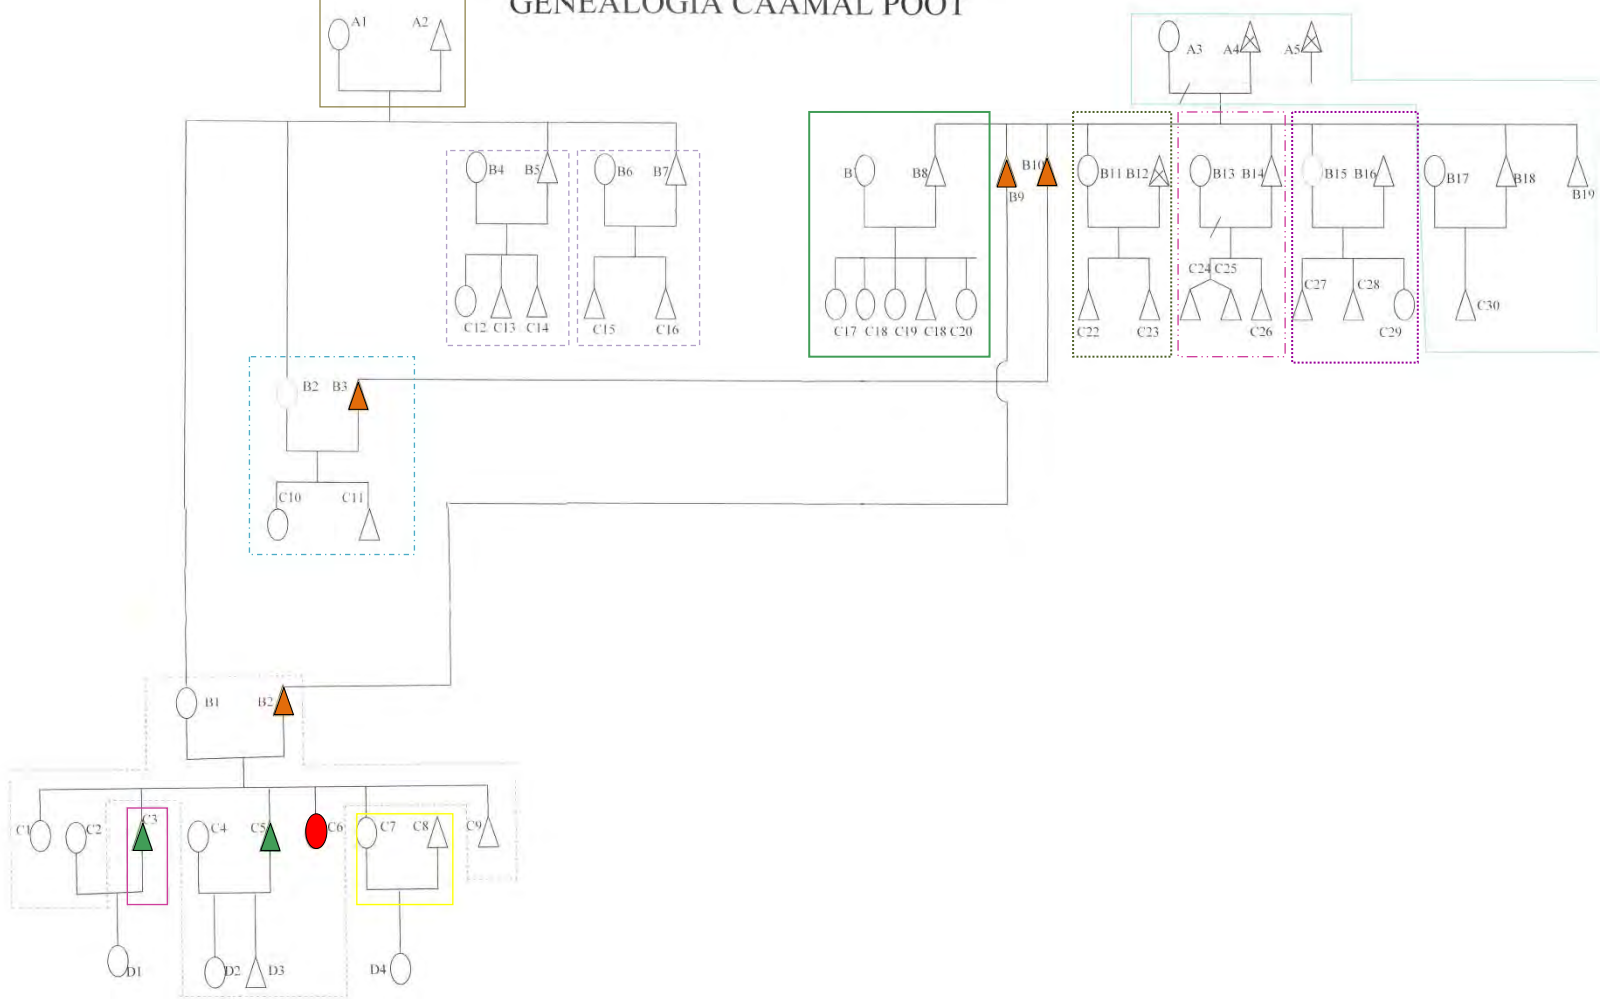 GENEALOGIA CAAMAL POOT
A1 A2
A3 A4 A5
B4 B5 B6 B7
B8 B9 B10 B11 B12 B13 B14 B15 B16 B17 B18 B19
C12 C13 C14 C15 C16
C17 C18 C19 C18 C20
C22 C23
C24 C25 C26
C27 C28 C29
C30
B2 B3
C10 C11
B1 B2
C1 C2 C3 C4 C5 C6 C7 C8 C9
D1 D2 D3 D4